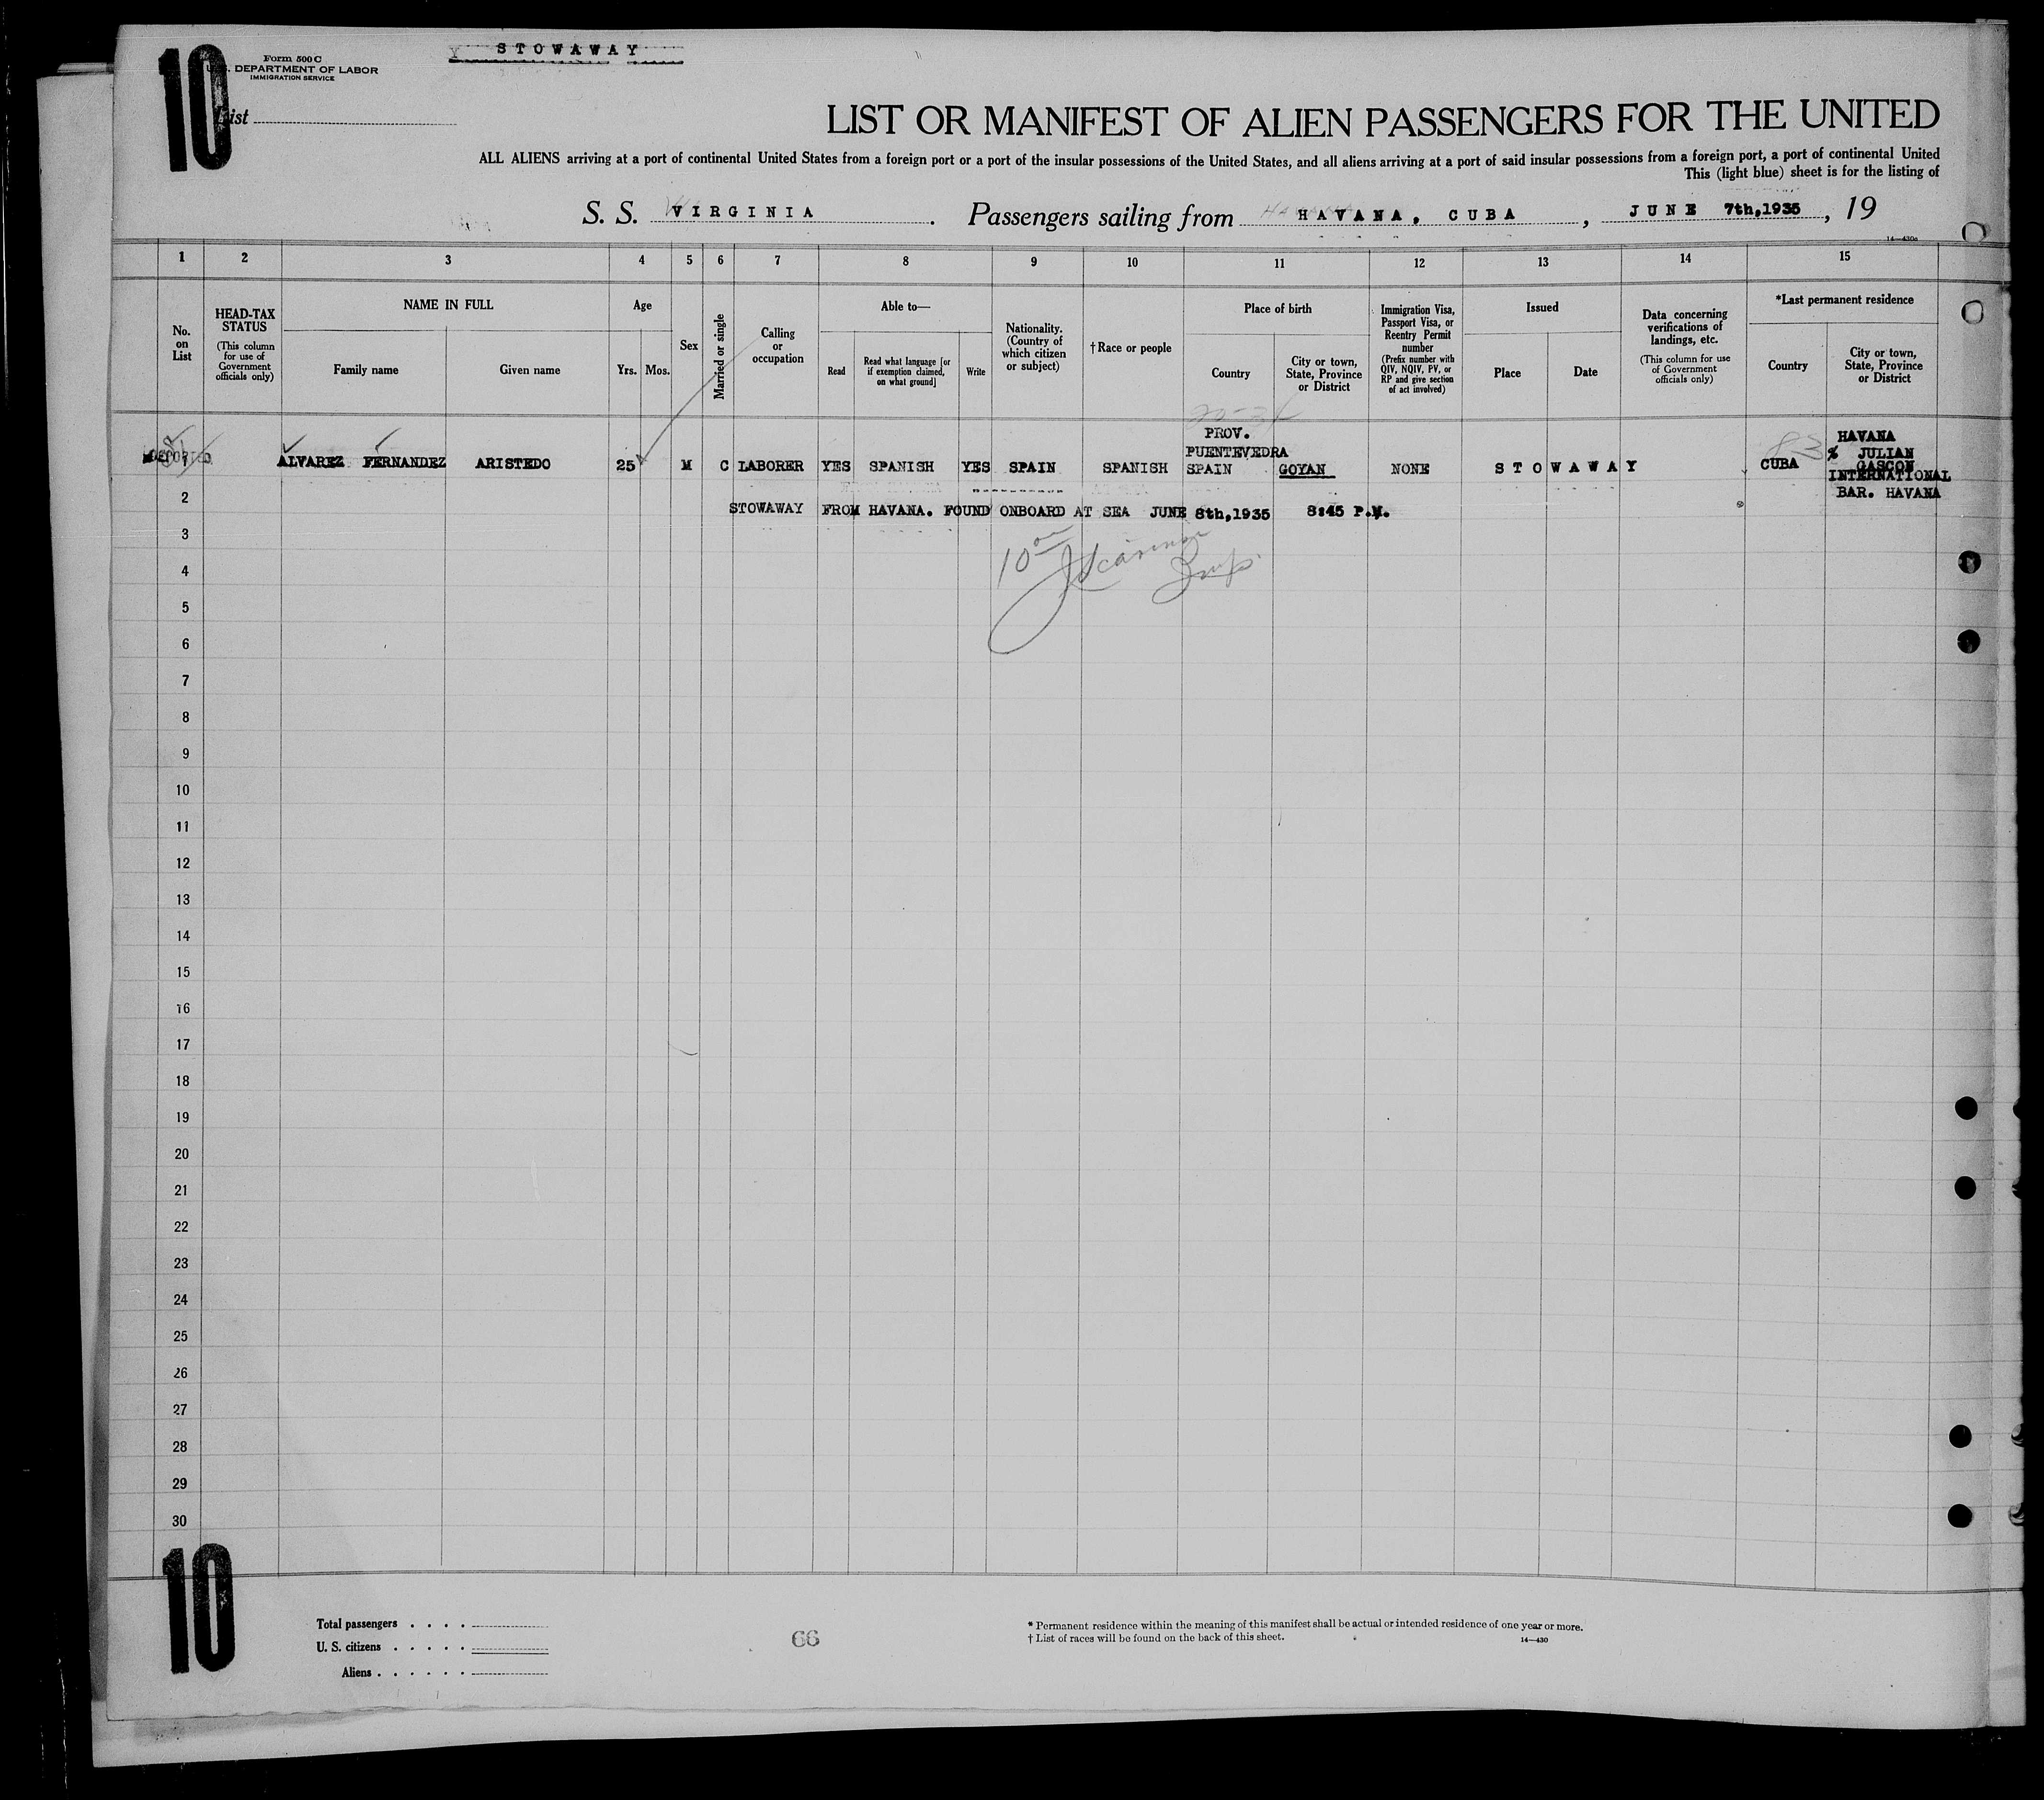 10
Form 500 C
U. S. DEPARTMENT OF LABOR
IMMIGRATION SERVICE
STOWAWAY
List
LIST OR MANIFEST OF ALIEN PASSENGERS FOR THE UNITED
ALL ALIENS arriving at a port of continental United States from a foreign port or a port of the insular possessions of the United States, and all aliens arriving at a port of said insular possessions from a foreign port, a port of continental United
This (light blue) sheet is for the listing of
S. S. VIRGINIA. Passengers sailing from HAVANA, CUBA, JUNE 7th,1935, 19
14—430a
1 2 3 4 5 6 7 8 9 10 11 12 13 14 15
No. on List
HEAD-TAX STATUS
(This column for use of Government officials only)
NAME IN FULL
Family name Given name
Age
Yrs. Mos.
Sex
Married or single
Calling or occupation
Able to—
Read
Read what language [or if exemption claimed, on what ground]
Write
Nationality. (Country of which citizen or subject)
† Race or people
Place of birth
Country
City or town, State, Province or District
Immigration Visa, Passport Visa, or Reentry Permit number
(Prefix number with QIV, NQIV, PV, or RP and give section of act involved)
Issued
Place Date
Data concerning verifications of landings, etc.
(This column for use of Government officials only)
*Last permanent residence
Country
City or town, State, Province or District
PROV.
PUENTEVEDRA
1 ALVAREZ FERNANDEZ ARISTEDO 25 M C LABORER YES SPANISH YES SPAIN SPANISH SPAIN GOYAN NONE STOWAWAY CUBA
HAVANA
% JULIAN
GASCON
INTERNATIONAL
BAR. HAVANA
2
STOWAWAY FROM HAVANA. FOUND ONBOARD AT SEA JUNE 8th,1935 8:45 P.M.
3
4
5
6
7
8
9
10
11
12
13
14
15
16
17
18
19
20
21
22
23
24
25
26
27
28
29
30
10
Total passengers . . . .
U. S. citizens . . . . .
Aliens . . . . . .
66
* Permanent residence within the meaning of this manifest shall be actual or intended residence of one year or more.
† List of races will be found on the back of this sheet.
14—430